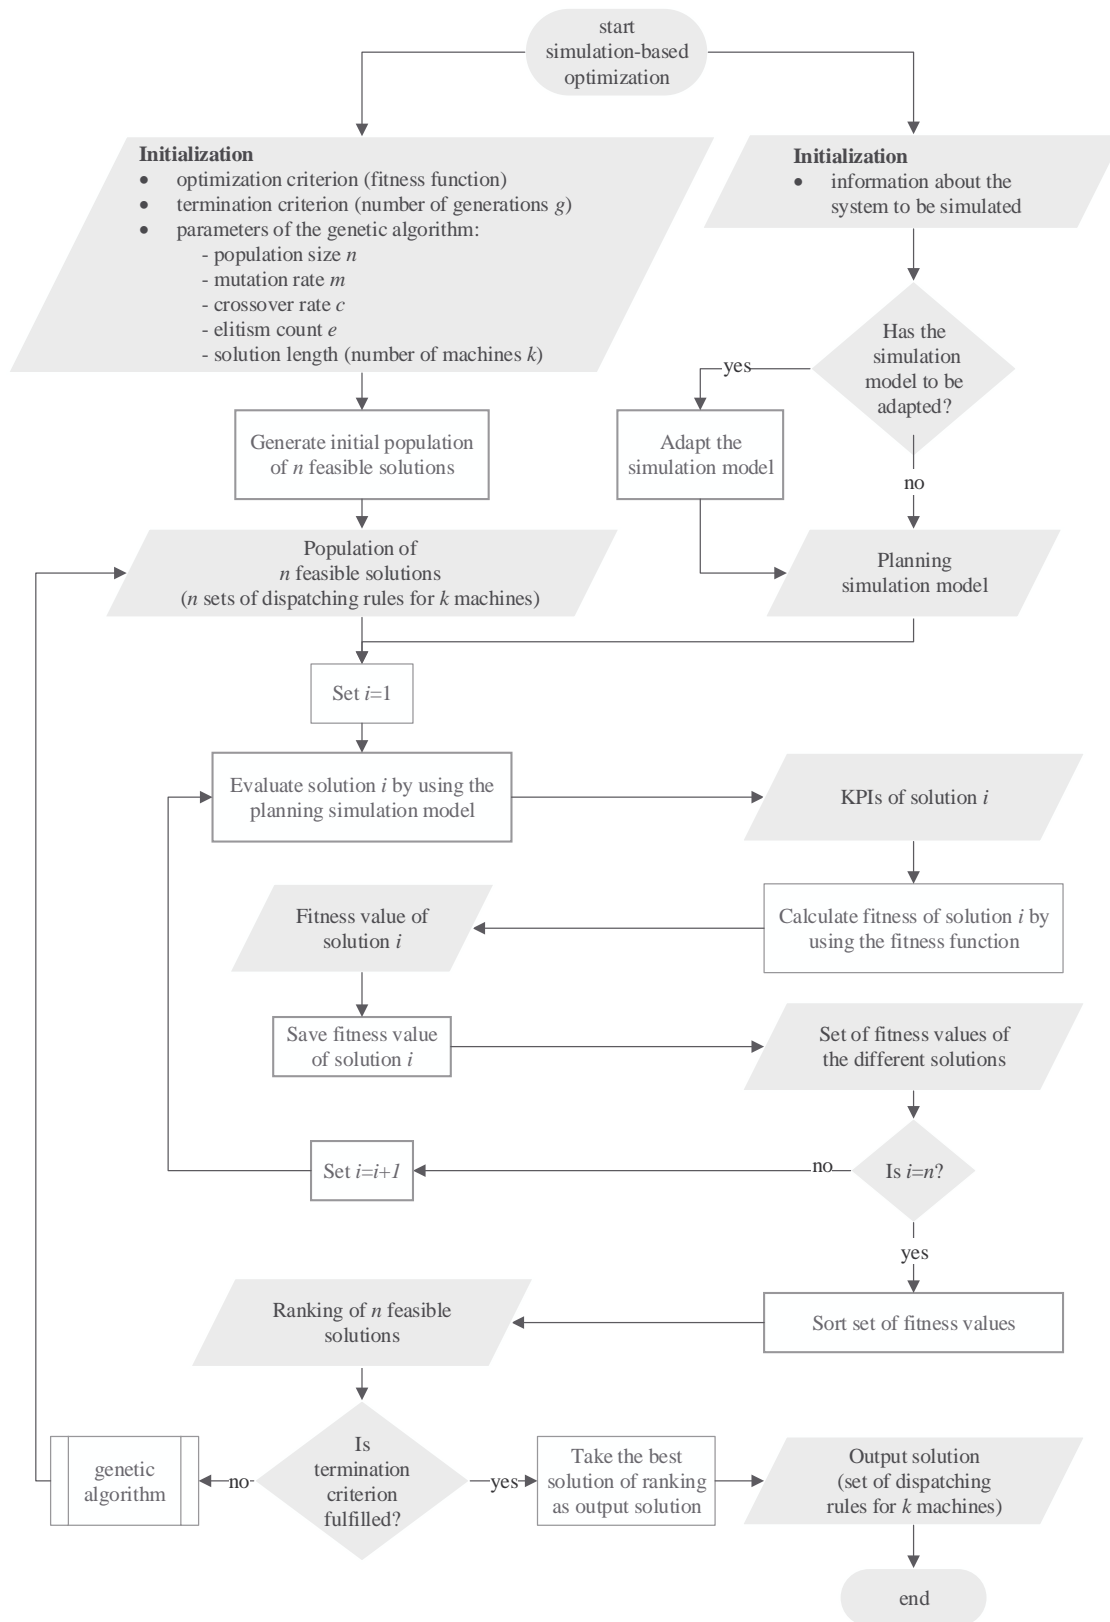 start
simulation-based
optimization
Initialization
• optimization criterion (fitness function)
• termination criterion (number of generations g)
• parameters of the genetic algorithm:
- population size n
- mutation rate m
- crossover rate c
- elitism count e
- solution length (number of machines k)
Initialization
• information about the
system to be simulated
Has the
simulation
model to be
adapted?
yes
no
Generate initial population
of n feasible solutions
Adapt the
simulation model
Population of
n feasible solutions
(n sets of dispatching rules for k machines)
Planning
simulation model
Set i=1
Evaluate solution i by using the
planning simulation model
KPIs of solution i
Calculate fitness of solution i by
using the fitness function
Fitness value of
solution i
Save fitness value
of solution i
Set of fitness values of
the different solutions
Is i=n?
no
Set i=i+1
yes
Sort set of fitness values
Ranking of n feasible
solutions
Is
termination
criterion
fulfilled?
no
genetic
algorithm
yes
Take the best
solution of ranking
as output solution
Output solution
(set of dispatching
rules for k machines)
end